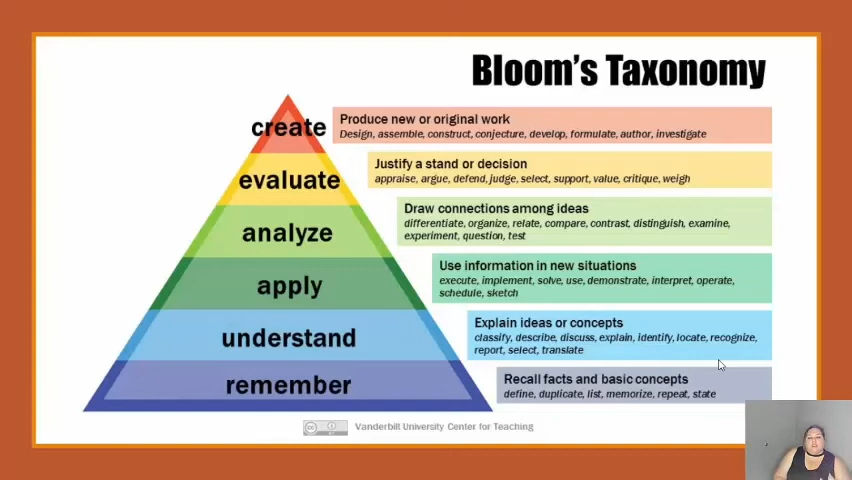 Bloom's Taxonomy
create
Produce new or original work
Design, assemble, construct, conjecture, develop, formulate, author, investigate
evaluate
Justify a stand or decision
appraise, argue, defend, judge, select, support, value, critique, weigh
analyze
Draw connections among ideas
differentiate, organize, relate, compare, contrast, distinguish, examine,
experiment, question, test
apply
Use information in new situations
execute, implement, solve, use, demonstrate, interpret, operate,
schedule, sketch
understand
Explain ideas or concepts
classify, describe, discuss, explain, identify, locate, recognize,
report, select, translate
remember
Recall facts and basic concepts
define, duplicate, list, memorize, repeat, state
Vanderbilt University Center for Teaching